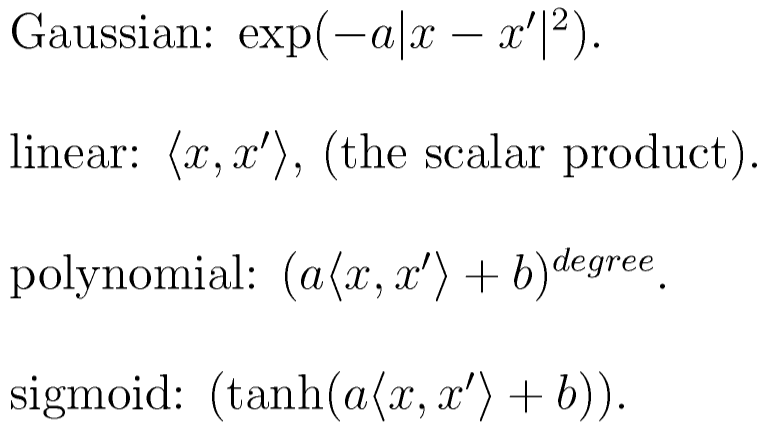 Gaussian: exp(−a|x − x′|²).
linear: ⟨x, x′⟩, (the scalar product).
polynomial: (a⟨x, x′⟩ + b)^{degree}.
sigmoid: (tanh(a⟨x, x′⟩ + b)).